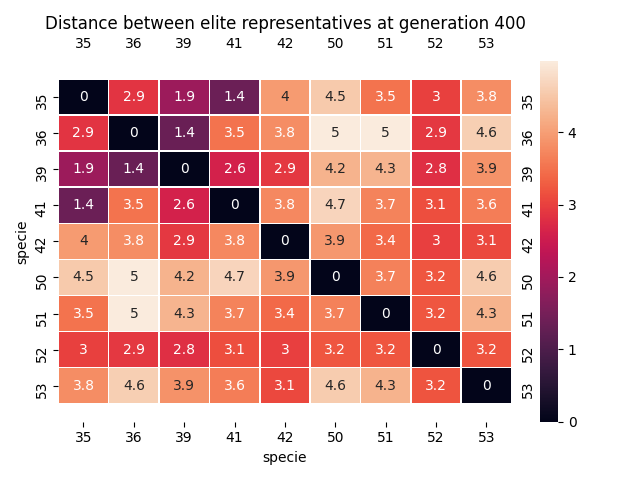 Distance between elite representatives at generation 400
35 36 39 41 42 50 51 52 53
35 0 2.9 1.9 1.4 4 4.5 3.5 3 3.8 35
36 2.9 0 1.4 3.5 3.8 5 5 2.9 4.6 36
39 1.9 1.4 0 2.6 2.9 4.2 4.3 2.8 3.9 39
41 1.4 3.5 2.6 0 3.8 4.7 3.7 3.1 3.6 41
42 4 3.8 2.9 3.8 0 3.9 3.4 3 3.1 42
50 4.5 5 4.2 4.7 3.9 0 3.7 3.2 4.6 50
51 3.5 5 4.3 3.7 3.4 3.7 0 3.2 4.3 51
52 3 2.9 2.8 3.1 3 3.2 3.2 0 3.2 52
53 3.8 4.6 3.9 3.6 3.1 4.6 4.3 3.2 0 53
35 36 39 41 42 50 51 52 53
specie
specie
4
3
2
1
0